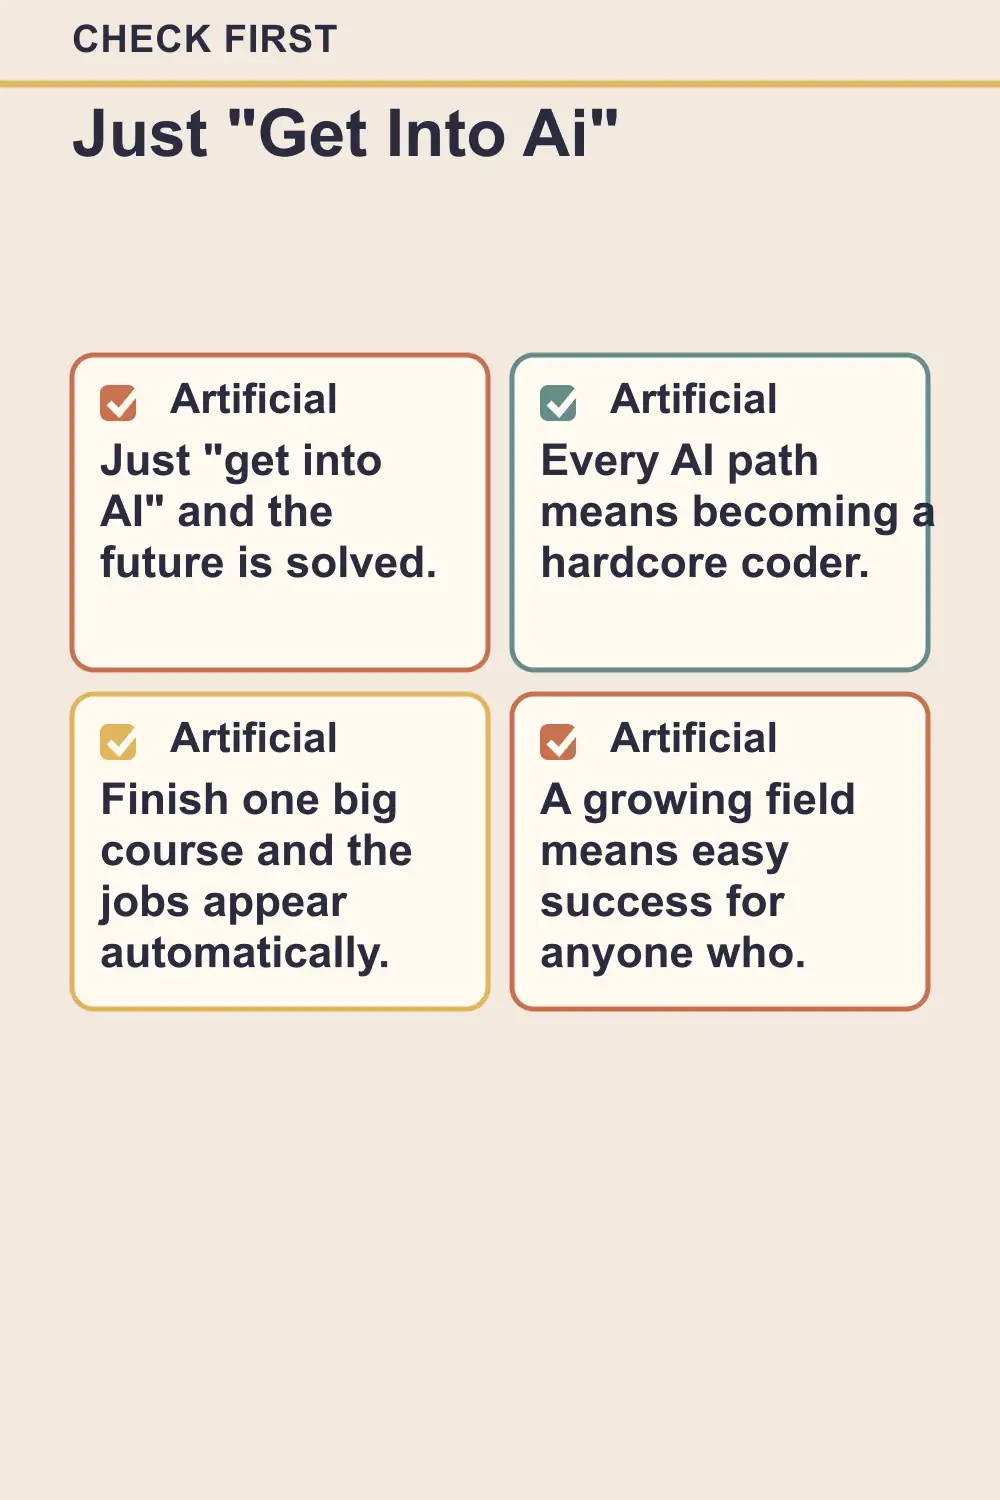 CHECK FIRST
Just "Get Into Ai"
Artificial
Just "get into
AI" and the
future is solved.
Artificial
Every AI path
means becoming a
hardcore coder.
Artificial
Finish one big
course and the
jobs appear
automatically.
Artificial
A growing field
means easy
success for
anyone who.